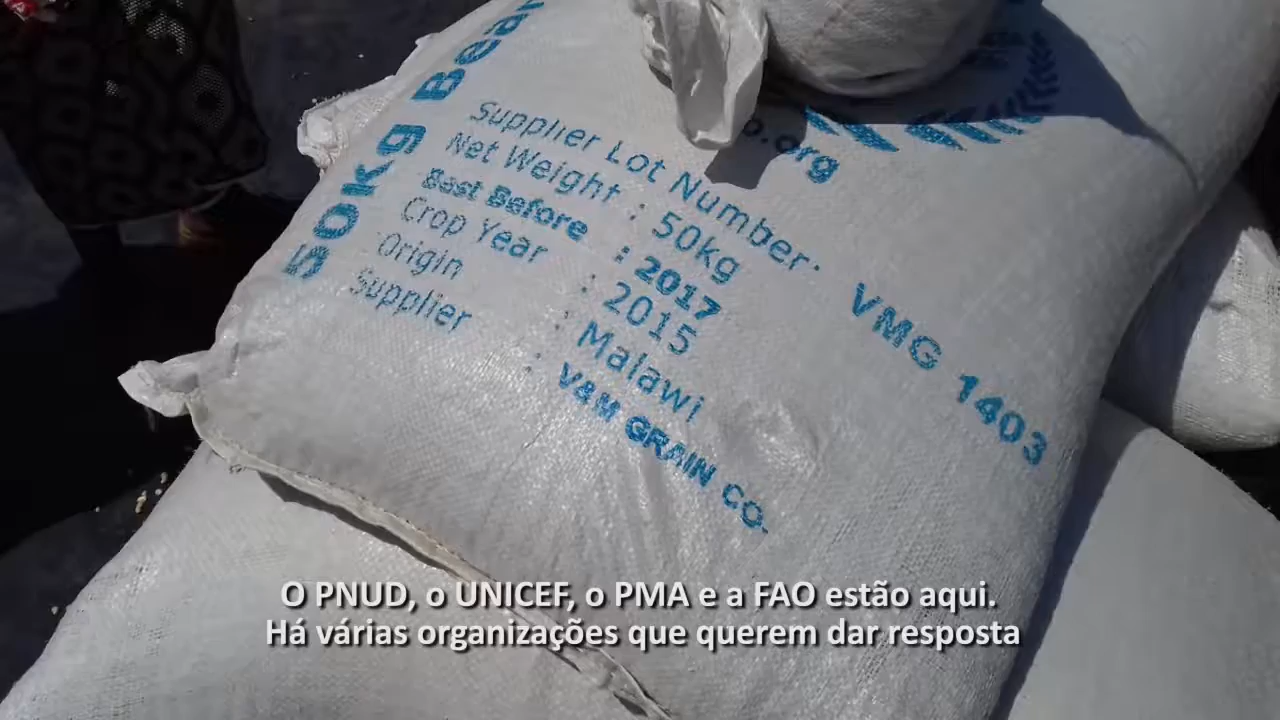 50kg Bean
o.org
Supplier Lot Number. VMG 1403
Net Weight : 50kg
Best Before : 2017
Crop Year : 2015
Origin : Malawi
Supplier : V&M GRAIN CO.
O PNUD, o UNICEF, o PMA e a FAO estão aqui.
Há várias organizações que querem dar resposta